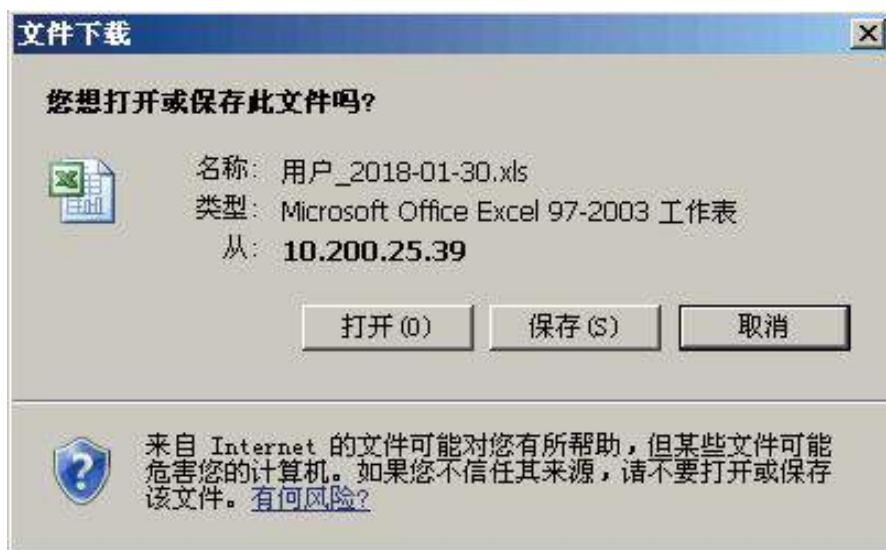 文件下载
您想打开或保存此文件吗?
名称: 用户_2018-01-30.xls
类型: Microsoft Office Excel 97-2003 工作表
从: 10.200.25.39
打开(O) 保存(S) 取消
来自 Internet 的文件可能对您有所帮助，但某些文件可能
危害您的计算机。如果您不信任其来源，请不要打开或保存
该文件。有何风险?